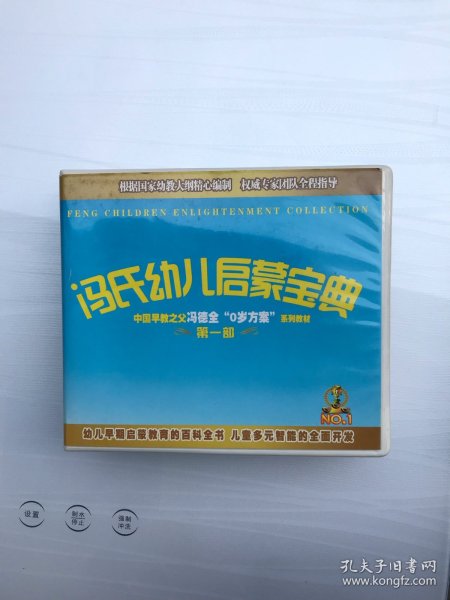 根据国家幼教大纲精心编制 权威专家团队全程指导
FENG CHILDREN ENLIGHTENMENT COLLECTION
冯氏幼儿启蒙宝典
中国早教之父冯德全“0岁方案”系列教材
第一部
NO.1
幼儿早期启蒙教育的百科全书 儿童多元智能的全面开发
设置
制水停止
强制冲洗
孔夫子旧书网
www.kongfz.com